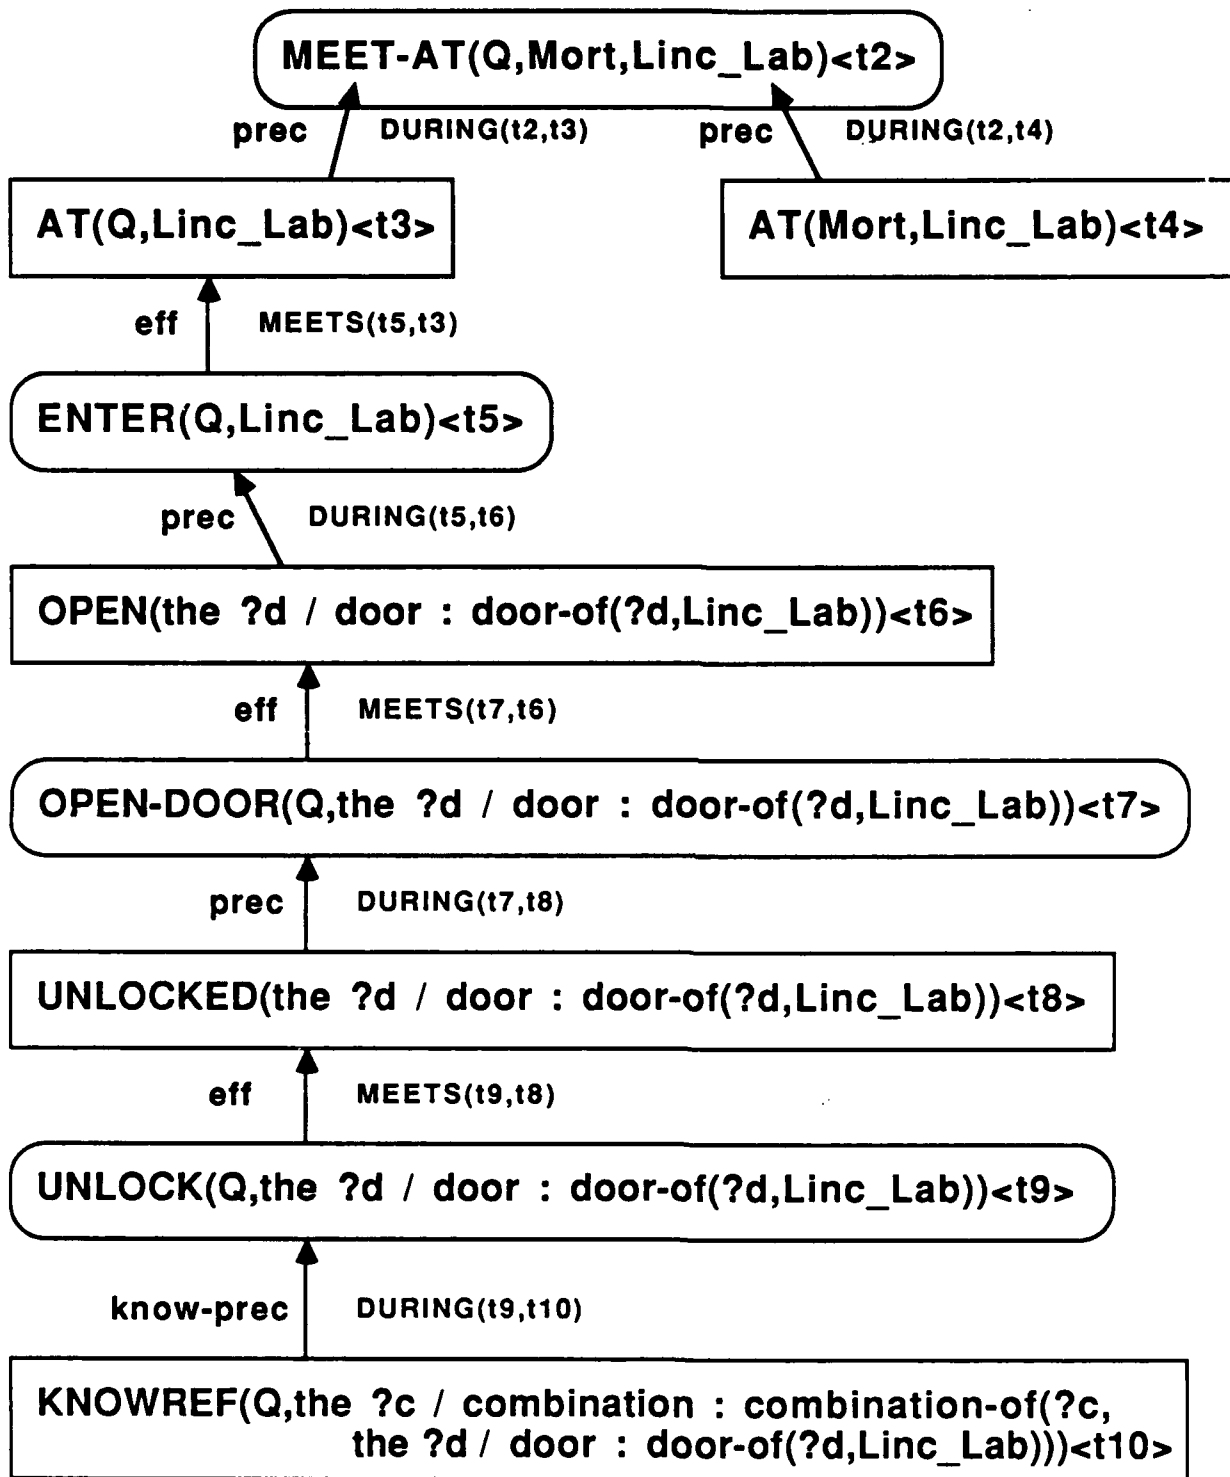 MEET-AT(Q,Mort,Linc_Lab)<t2>
prec DURING(t2,t3) prec DURING(t2,t4)
AT(Q,Linc_Lab)<t3> AT(Mort,Linc_Lab)<t4>
eff MEETS(t5,t3)
ENTER(Q,Linc_Lab)<t5>
prec DURING(t5,t6)
OPEN(the ?d / door : door-of(?d,Linc_Lab))<t6>
eff MEETS(t7,t6)
OPEN-DOOR(Q,the ?d / door : door-of(?d,Linc_Lab))<t7>
prec DURING(t7,t8)
UNLOCKED(the ?d / door : door-of(?d,Linc_Lab))<t8>
eff MEETS(t9,t8)
UNLOCK(Q,the ?d / door : door-of(?d,Linc_Lab))<t9>
know-prec DURING(t9,t10)
KNOWREF(Q,the ?c / combination : combination-of(?c,
the ?d / door : door-of(?d,Linc_Lab)))<t10>